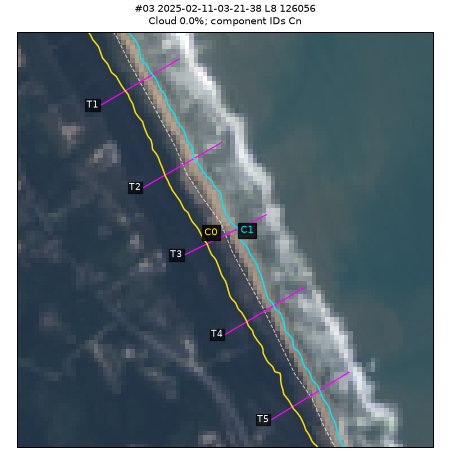 #03 2025-02-11-03-21-38 L8 126056
Cloud 0.0%; component IDs Cn
T1
T2
C0 C1
T3
T4
T5